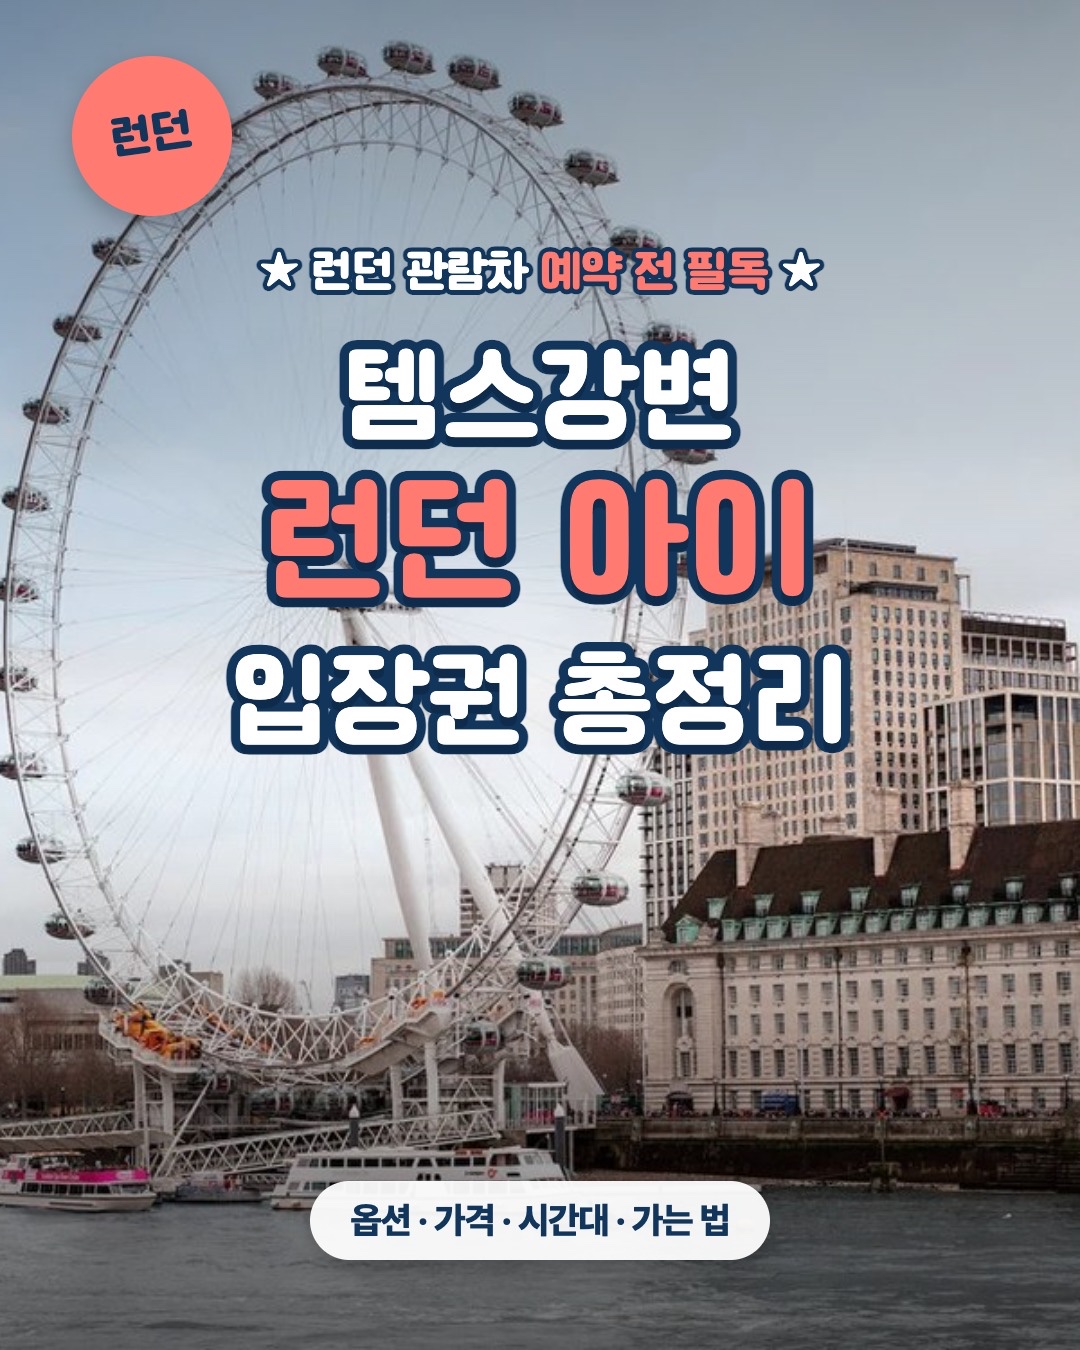 런던
★ 런던 관람차 예약 전 필독 ★
템스강변
런던 아이
입장권 총정리
옵션 · 가격 · 시간대 · 가는 법